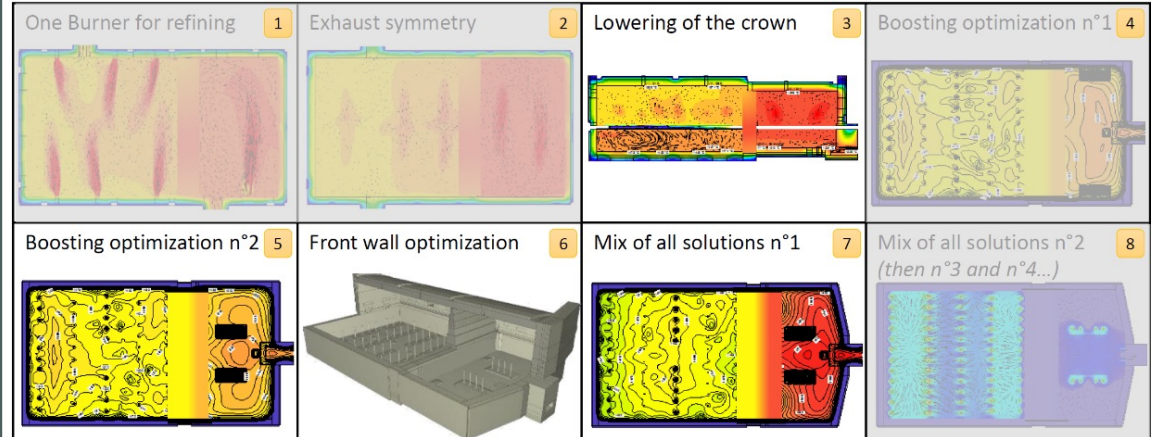 One Burner for refining 1
Exhaust symmetry 2
Lowering of the crown 3
Boosting optimization n°1 4
Boosting optimization n°2 5
Front wall optimization 6
Mix of all solutions n°1 7
Mix of all solutions n°2 8
(then n°3 and n°4...)